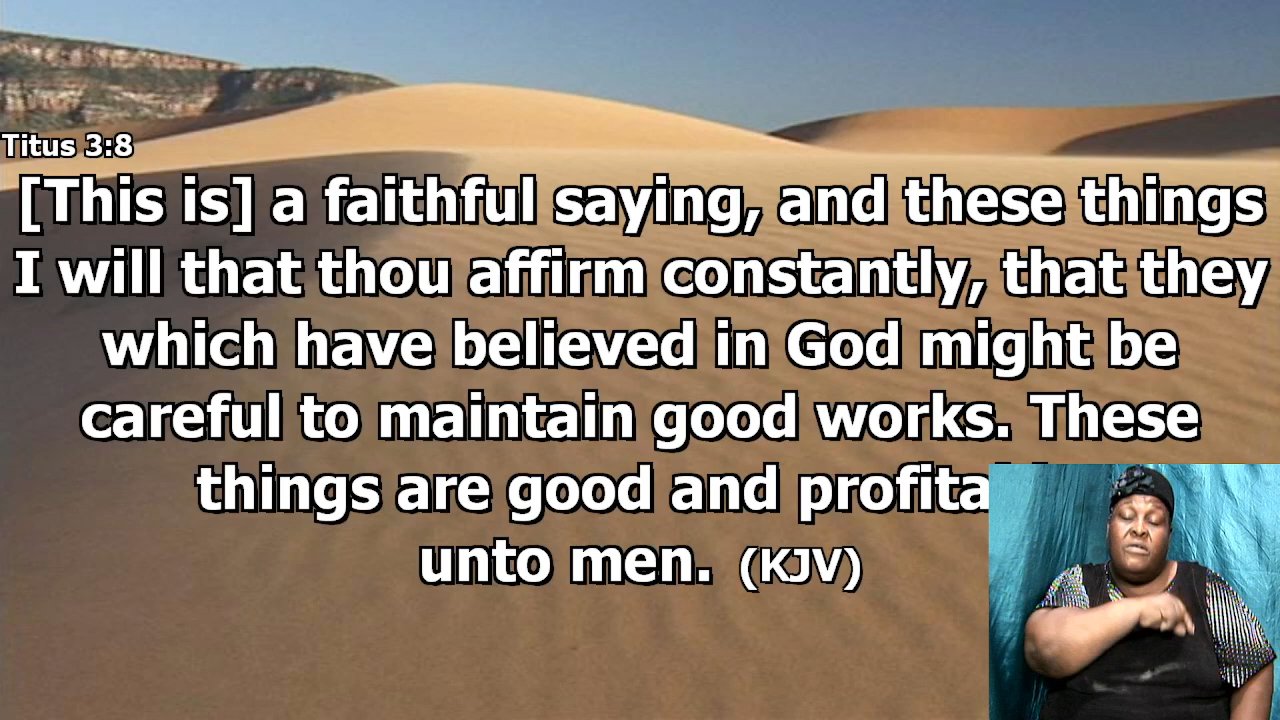 Titus 3:8
[This is] a faithful saying, and these things
I will that thou affirm constantly, that they
which have believed in God might be
careful to maintain good works. These
things are good and
unto men. (KJV)